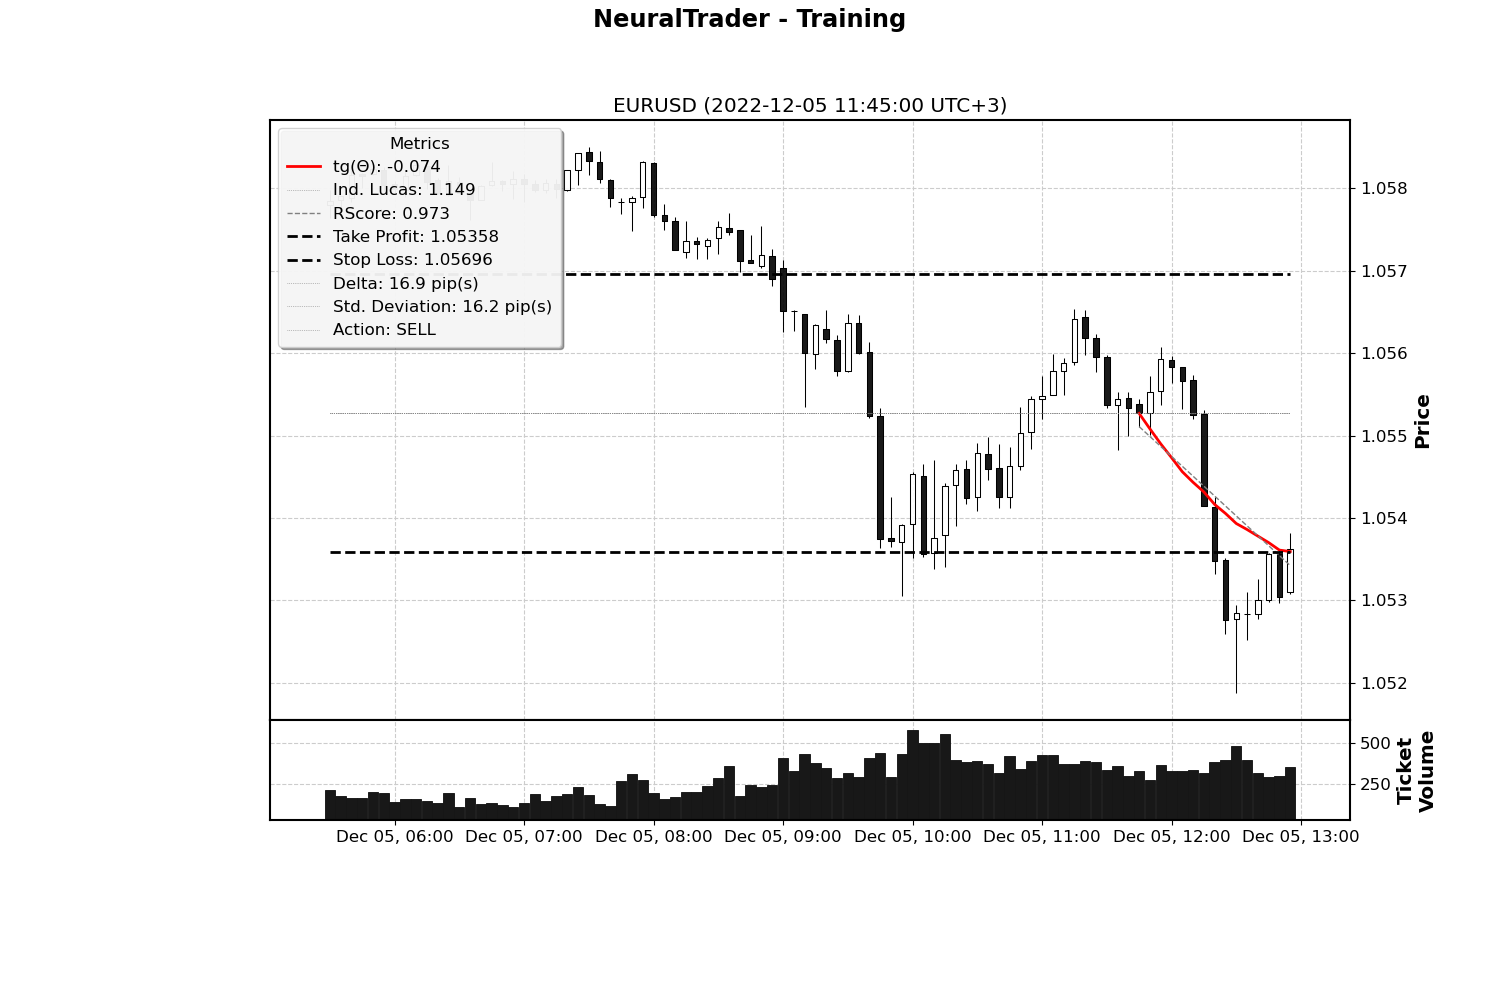 NeuralTrader - Training
EURUSD (2022-12-05 11:45:00 UTC+3)
Metrics
tg(Θ): -0.074
Ind. Lucas: 1.149
RScore: 0.973
Take Profit: 1.05358
Stop Loss: 1.05696
Delta: 16.9 pip(s)
Std. Deviation: 16.2 pip(s)
Action: SELL
1.058
1.057
1.056
1.055
1.054
1.053
1.052
Price
500
250
Ticket
Volume
Dec 05, 06:00 Dec 05, 07:00 Dec 05, 08:00 Dec 05, 09:00 Dec 05, 10:00 Dec 05, 11:00 Dec 05, 12:00 Dec 05, 13:00